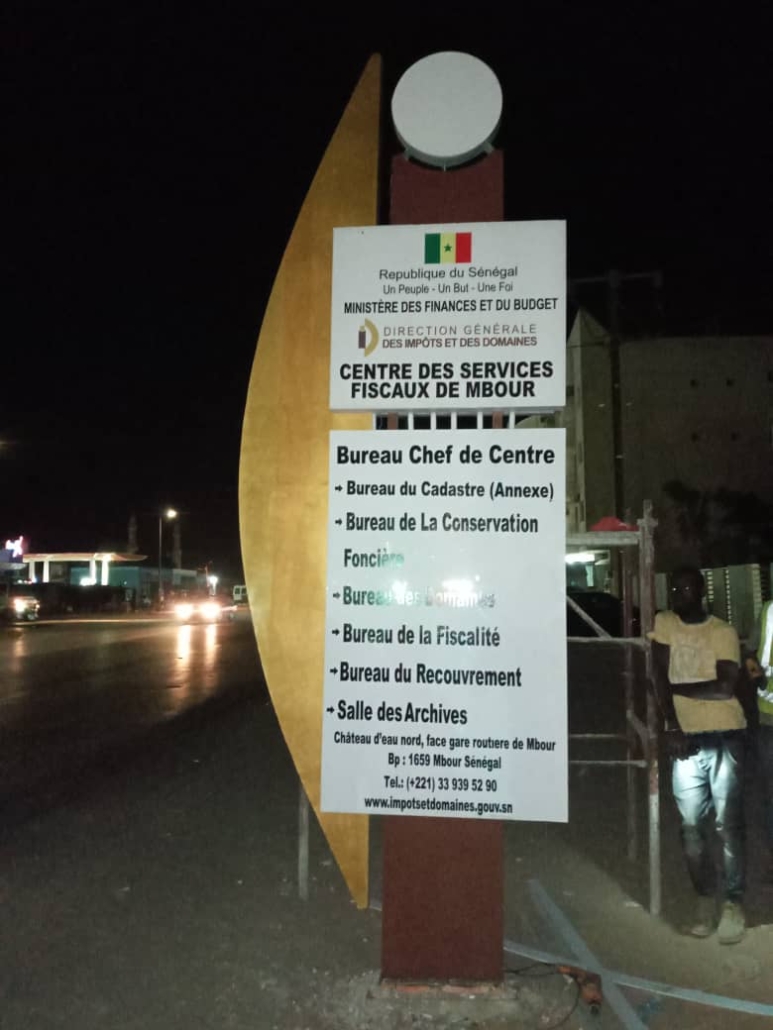 Republique du Sénégal
Un Peuple - Un But - Une Foi
MINISTÈRE DES FINANCES ET DU BUDGET
DIRECTION GÉNÉRALE
DES IMPÔTS ET DES DOMAINES
CENTRE DES SERVICES
FISCAUX DE MBOUR
Bureau Chef de Centre
→ Bureau du Cadastre (Annexe)
→ Bureau de La Conservation
Foncière
→ Bureau des Domaines
→ Bureau de la Fiscalité
→ Bureau du Recouvrement
→ Salle des Archives
Château d'eau nord, face gare routiere de Mbour
Bp : 1659 Mbour Sénégal
Tel.: (+221) 33 939 52 90
www.impotsetdomaines.gouv.sn